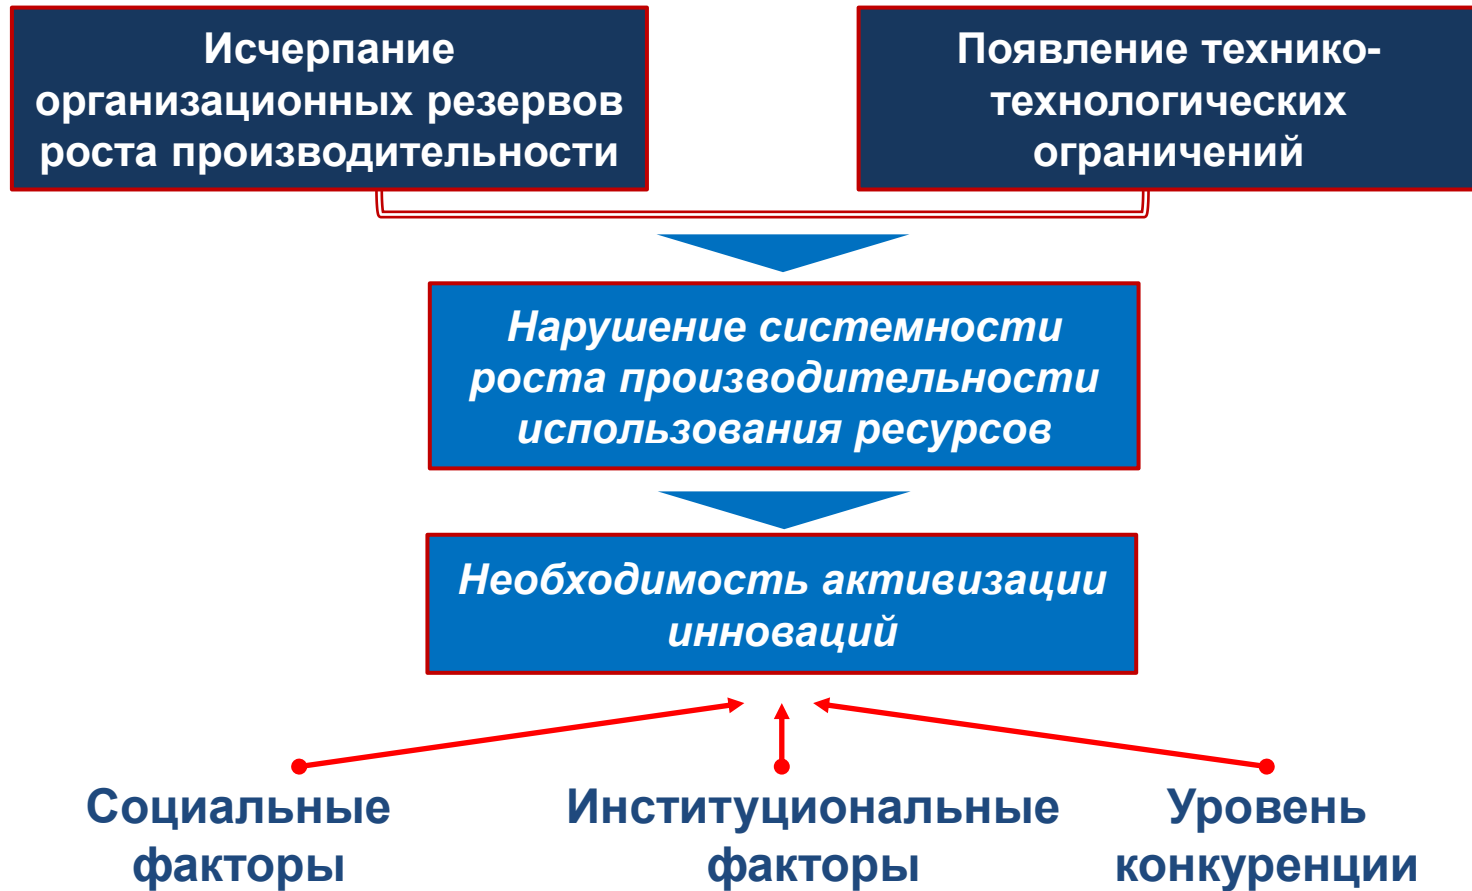 Исчерпание
организационных резервов
роста производительности
Появление технико-
технологических
ограничений
Нарушение системности
роста производительности
использования ресурсов
Необходимость активизации
инноваций
Социальные
факторы
Институциональные
факторы
Уровень
конкуренции